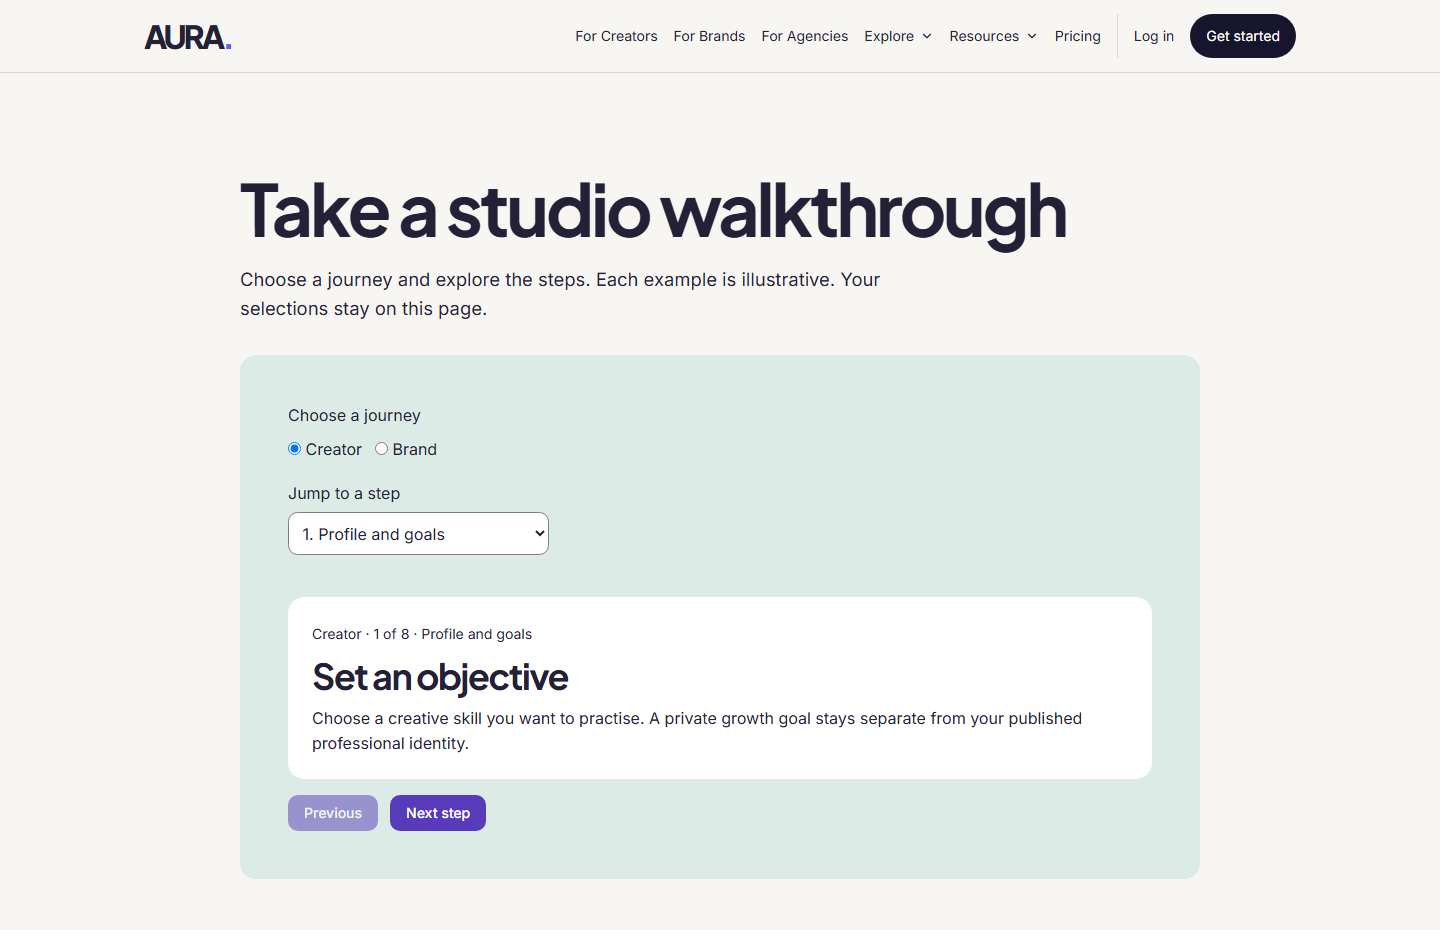 AURA.
For Creators
For Brands
For Agencies
Explore
Resources
Pricing
Log in
Get started
Take a studio walkthrough
Choose a journey and explore the steps. Each example is illustrative. Your
selections stay on this page.
Choose a journey
Creator
Brand
Jump to a step
1. Profile and goals
Creator · 1 of 8 · Profile and goals
Set an objective
Choose a creative skill you want to practise. A private growth goal stays separate from your published
professional identity.
Previous
Next step